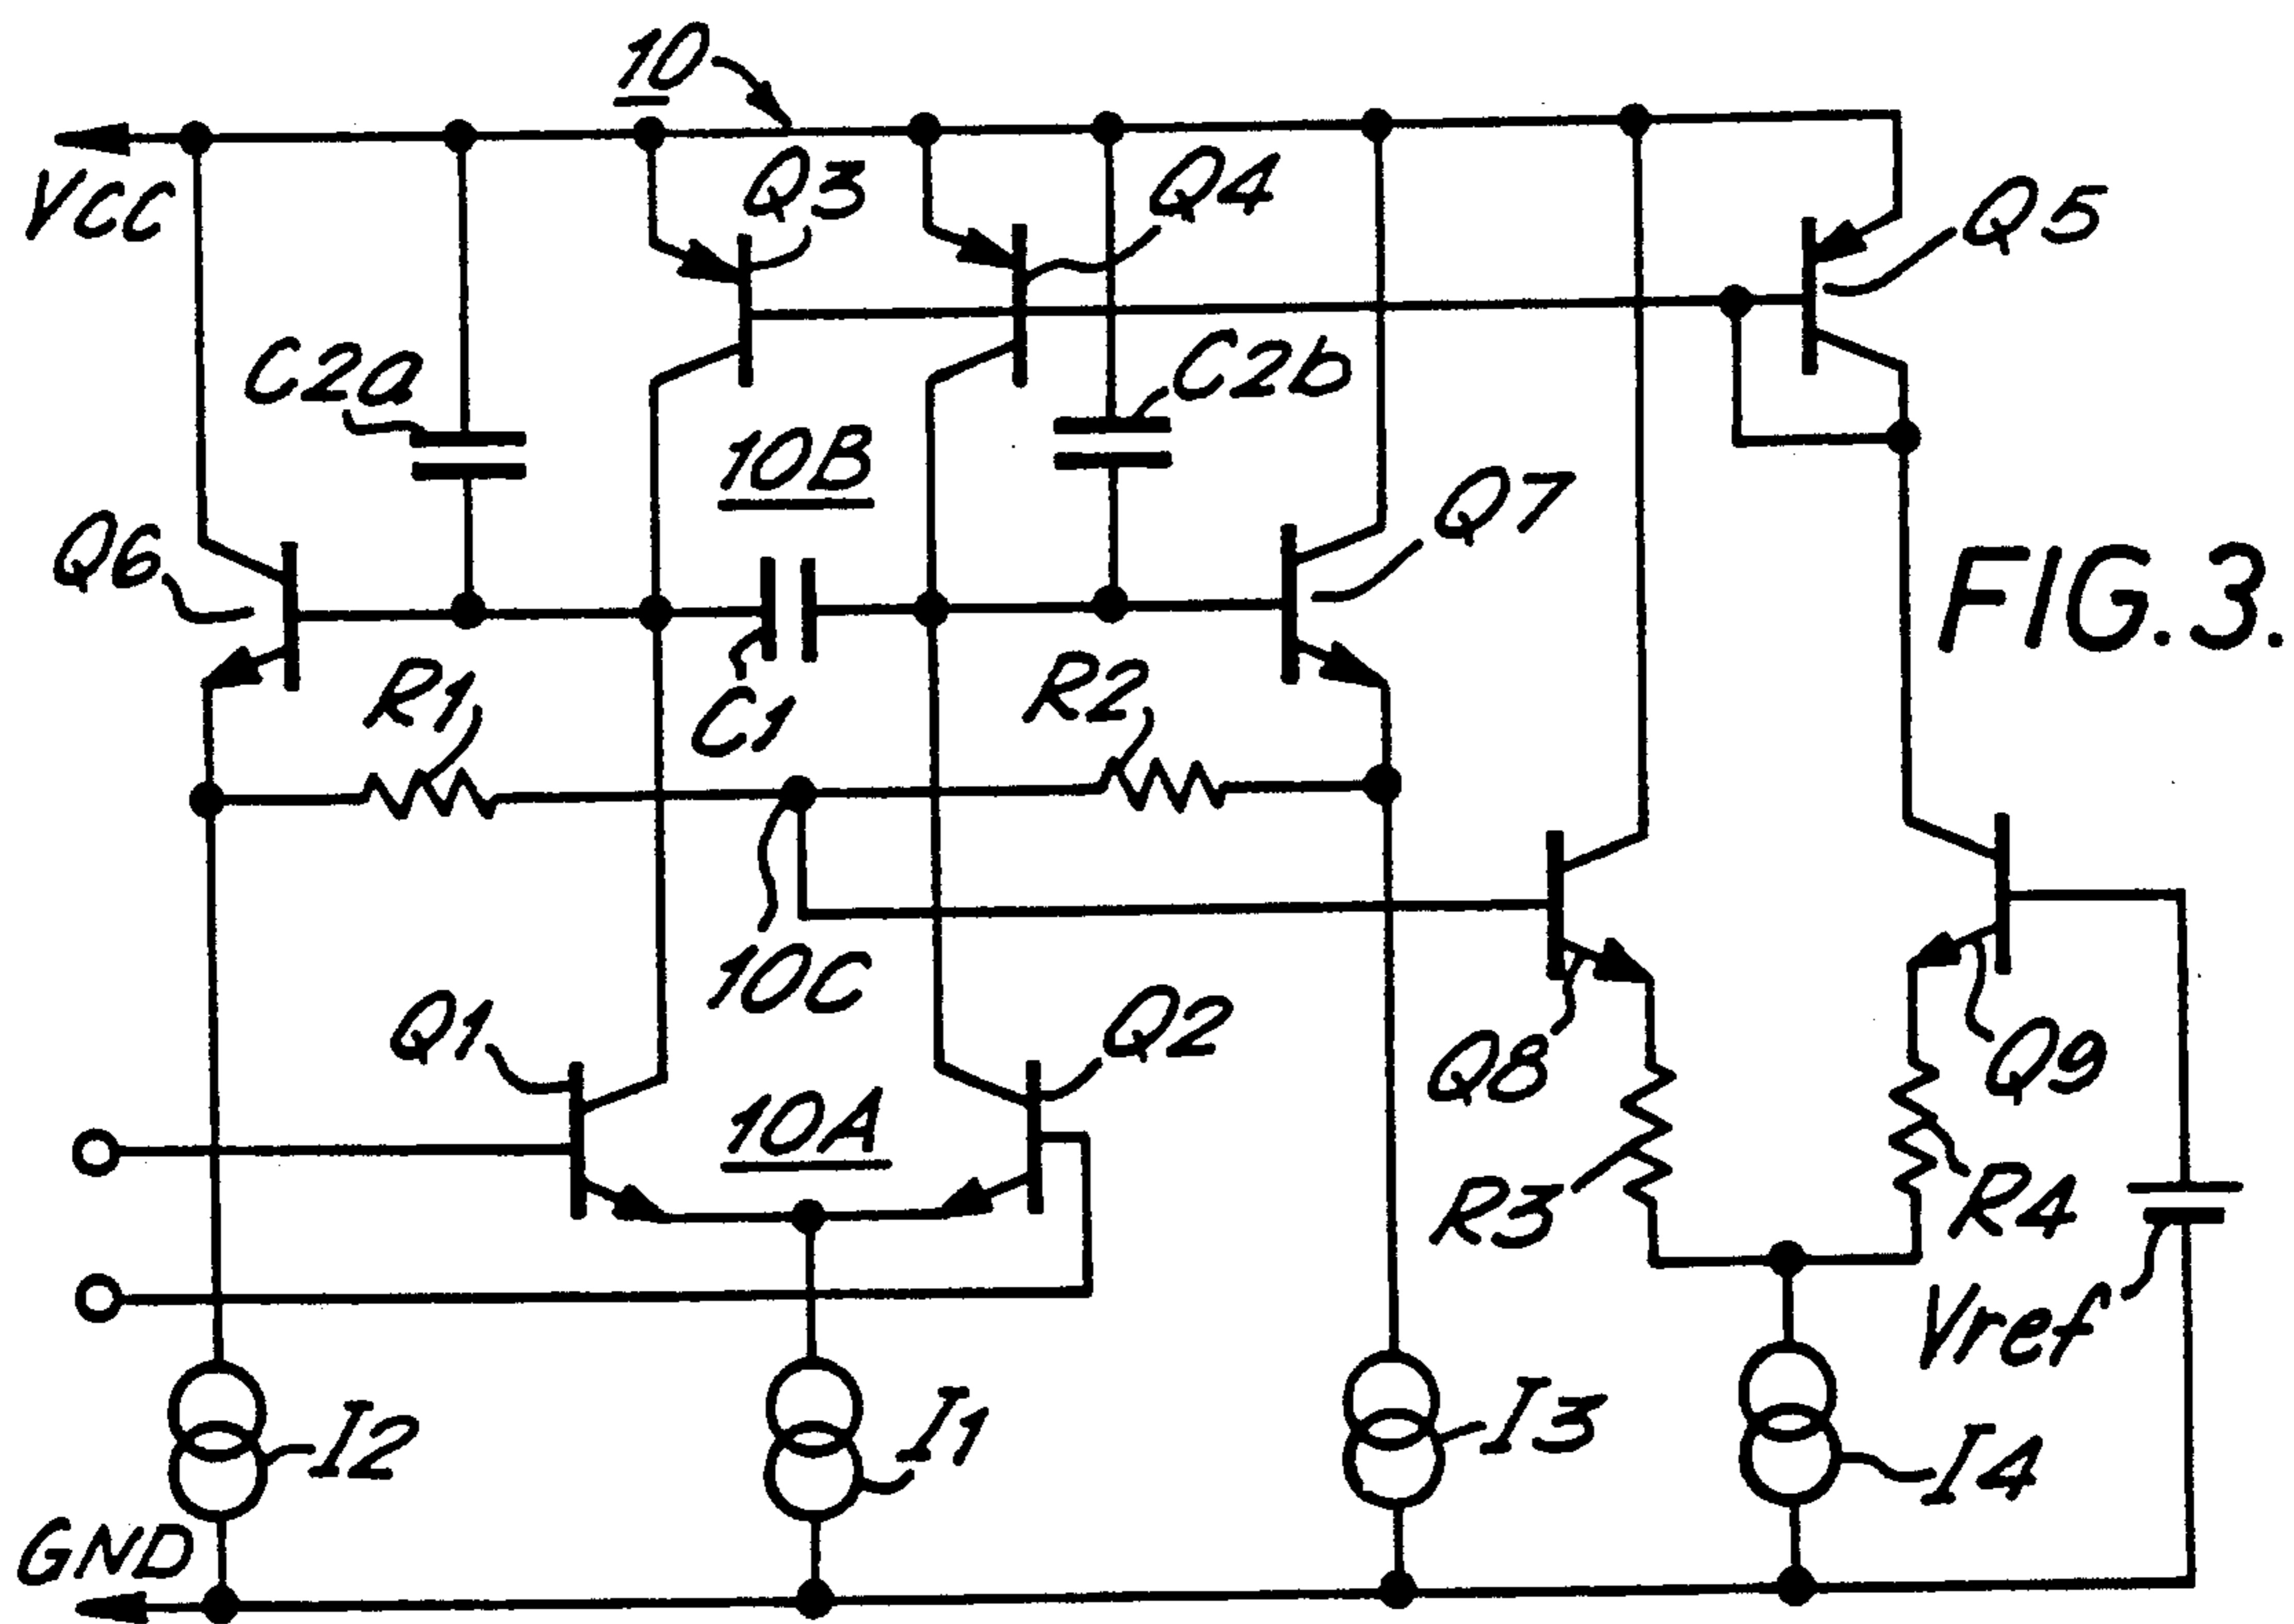 10
VCC
Q3
Q4
Q5
C2a
C2b
10B
Q7
Q6
FIG. 3.
R1
C1
R2
10C
Q1
Q2
Q8
Q9
10A
R3
R4
Vref
I2
I1
I3
I4
GND